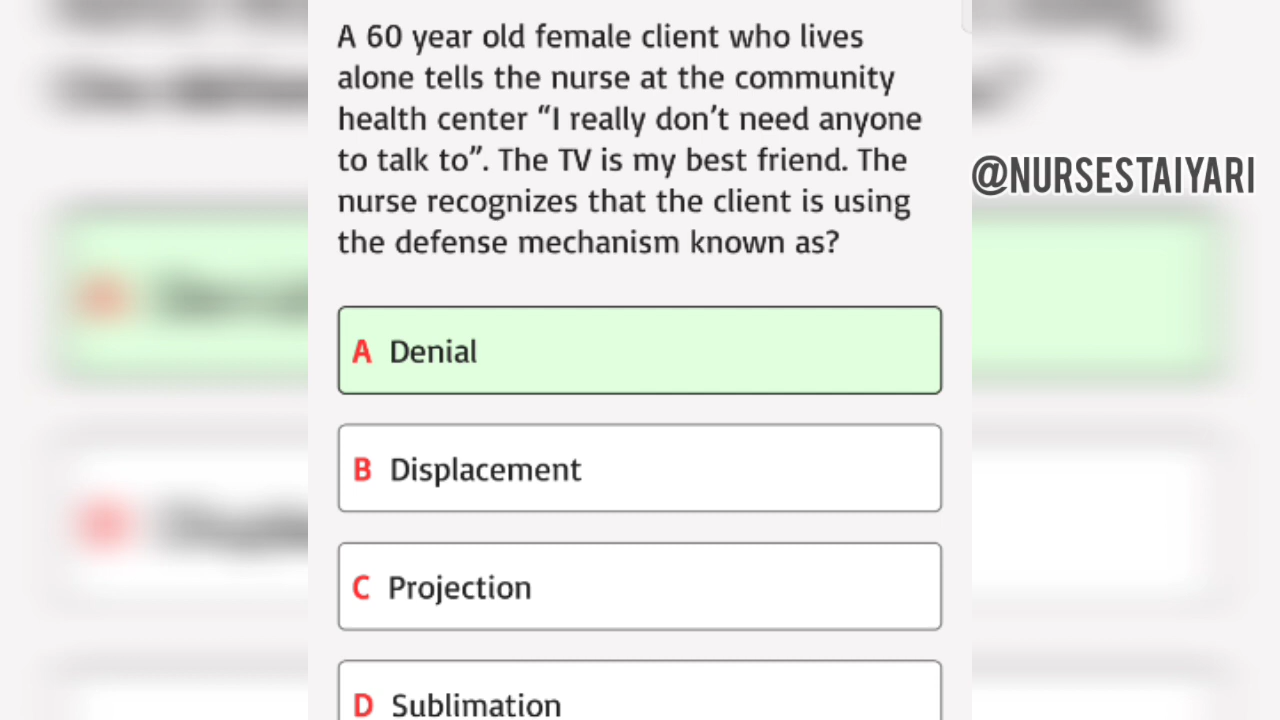 A 60 year old female client who lives
alone tells the nurse at the community
health center “I really don’t need anyone
to talk to”. The TV is my best friend. The
nurse recognizes that the client is using
the defense mechanism known as?
@NURSESTAIYARI
A Denial
B Displacement
C Projection
D Sublimation